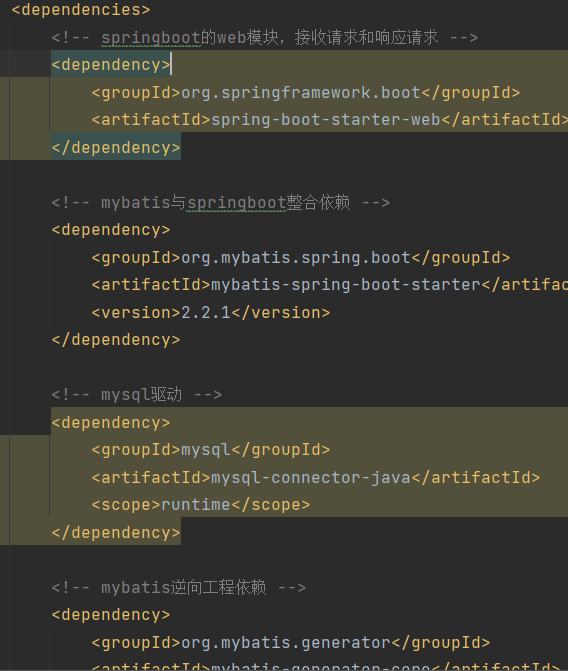 <dependencies>
<!-- springboot的web模块，接收请求和响应请求 -->
<dependency>
<groupId>org.springframework.boot</groupId>
<artifactId>spring-boot-starter-web</artifactId>
</dependency>
<!-- mybatis与springboot整合依赖 -->
<dependency>
<groupId>org.mybatis.spring.boot</groupId>
<artifactId>mybatis-spring-boot-starter</artifac
<version>2.2.1</version>
</dependency>
<!-- mysql驱动 -->
<dependency>
<groupId>mysql</groupId>
<artifactId>mysql-connector-java</artifactId>
<scope>runtime</scope>
</dependency>
<!-- mybatis逆向工程依赖 -->
<dependency>
<groupId>org.mybatis.generator</groupId>
<artifactId>mybatis-generator-core</artifactId>